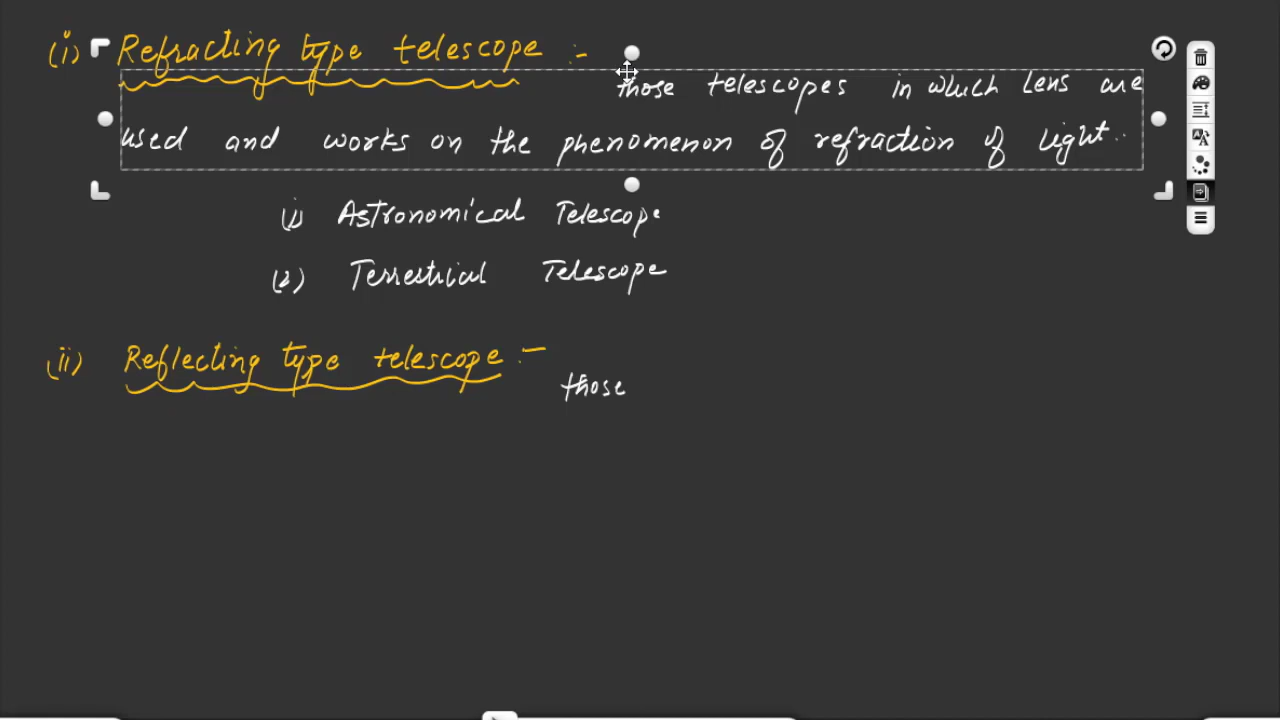 (i) Refracting type telescope :-
those telescopes in which lens are
used and works on the phenomenon of refraction of light..
(1) Astronomical Telescope
(2) Terrestrial Telescope
(ii) Reflecting type telescope :-
those